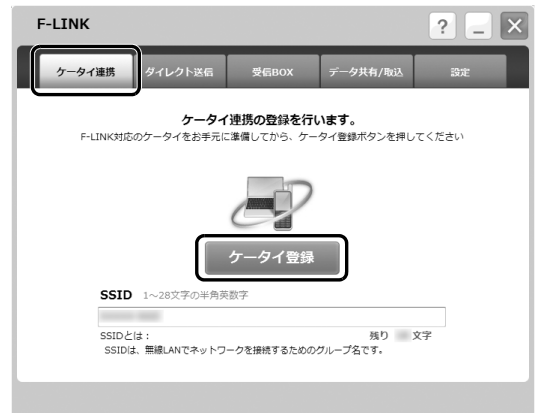 F-LINK
?
ケータイ連携 ダイレクト送信 受信BOX データ共有/取込 設定
ケータイ連携の登録を行います。
F-LINK対応のケータイをお手元に準備してから、ケータイ登録ボタンを押してください
ケータイ登録
SSID 1~28文字の半角英数字
SSIDとは: 残り 文字
SSIDは、無線LANでネットワークを接続するためのグループ名です。